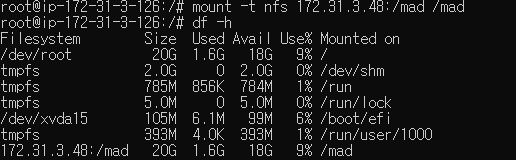 root@ip-172-31-3-126:/# mount -t nfs 172.31.3.48:/mad /mad
root@ip-172-31-3-126:/# df -h
Filesystem Size Used Avail Use% Mounted on
/dev/root 20G 1.6G 18G 9% /
tmpfs 2.0G 0 2.0G 0% /dev/shm
tmpfs 785M 856K 784M 1% /run
tmpfs 5.0M 0 5.0M 0% /run/lock
/dev/xvda15 105M 6.1M 99M 6% /boot/efi
tmpfs 393M 4.0K 393M 1% /run/user/1000
172.31.3.48:/mad 20G 1.6G 18G 9% /mad